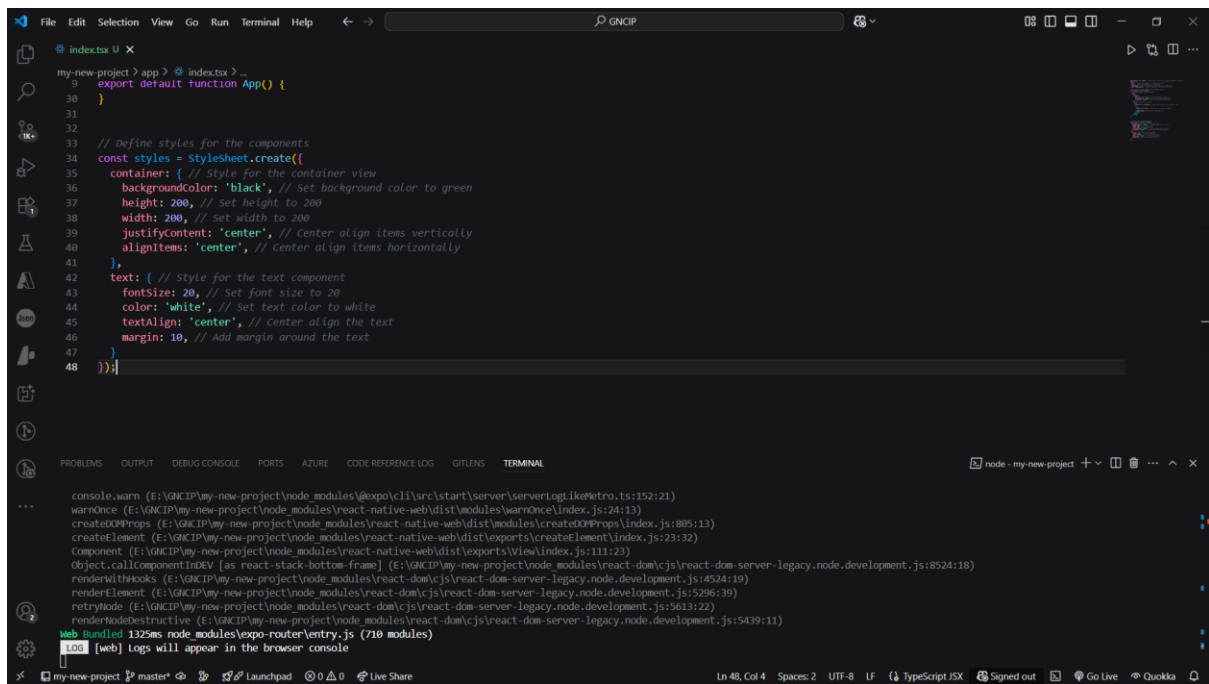 File Edit Selection View Go Run Terminal Help
GNCIP
index.tsx U
my-new-project > app > index.tsx > ...
9 export default function App() {
30 }
31
32
33 // Define styles for the components
34 const styles = StyleSheet.create({
35 container: { // Style for the container view
36 backgroundColor: 'black', // Set background color to green
37 height: 200, // Set height to 200
38 width: 200, // Set width to 200
39 justifyContent: 'center', // Center align items vertically
40 alignItems: 'center', // Center align items horizontally
41 },
42 text: { // Style for the text component
43 fontSize: 20, // Set font size to 20
44 color: 'white', // Set text color to white
45 textAlign: 'center', // Center align the text
46 margin: 10, // Add margin around the text
47 }
48 });
1K+
1
Json
2
PROBLEMS OUTPUT DEBUG CONSOLE PORTS AZURE CODE REFERENCE LOG GITLENS TERMINAL
node - my-new-project
console.warn (E:\GNCIP\my-new-project\node_modules\@expo\cli\src\start\server\serverLogLikeMetro.ts:152:21)
warnOnce (E:\GNCIP\my-new-project\node_modules\react-native-web\dist\modules\warnOnce\index.js:24:13)
createDOMProps (E:\GNCIP\my-new-project\node_modules\react-native-web\dist\modules\createDOMProps\index.js:805:13)
createElement (E:\GNCIP\my-new-project\node_modules\react-native-web\dist\exports\createElement\index.js:23:32)
Component (E:\GNCIP\my-new-project\node_modules\react-native-web\dist\exports\View\index.js:111:23)
Object.callComponentInDEV [as react-stack-bottom-frame] (E:\GNCIP\my-new-project\node_modules\react-dom\cjs\react-dom-server-legacy.node.development.js:8524:18)
renderWithHooks (E:\GNCIP\my-new-project\node_modules\react-dom\cjs\react-dom-server-legacy.node.development.js:4524:19)
renderElement (E:\GNCIP\my-new-project\node_modules\react-dom\cjs\react-dom-server-legacy.node.development.js:5296:39)
retryNode (E:\GNCIP\my-new-project\node_modules\react-dom\cjs\react-dom-server-legacy.node.development.js:5613:22)
renderNodeDestructive (E:\GNCIP\my-new-project\node_modules\react-dom\cjs\react-dom-server-legacy.node.development.js:5439:11)
Web Bundled 1325ms node_modules\expo-router\entry.js (710 modules)
LOG [web] Logs will appear in the browser console
my-new-project master* Launchpad 0 0 Live Share Ln 48, Col 4 Spaces: 2 UTF-8 LF TypeScript JSX Signed out Go Live Quokka